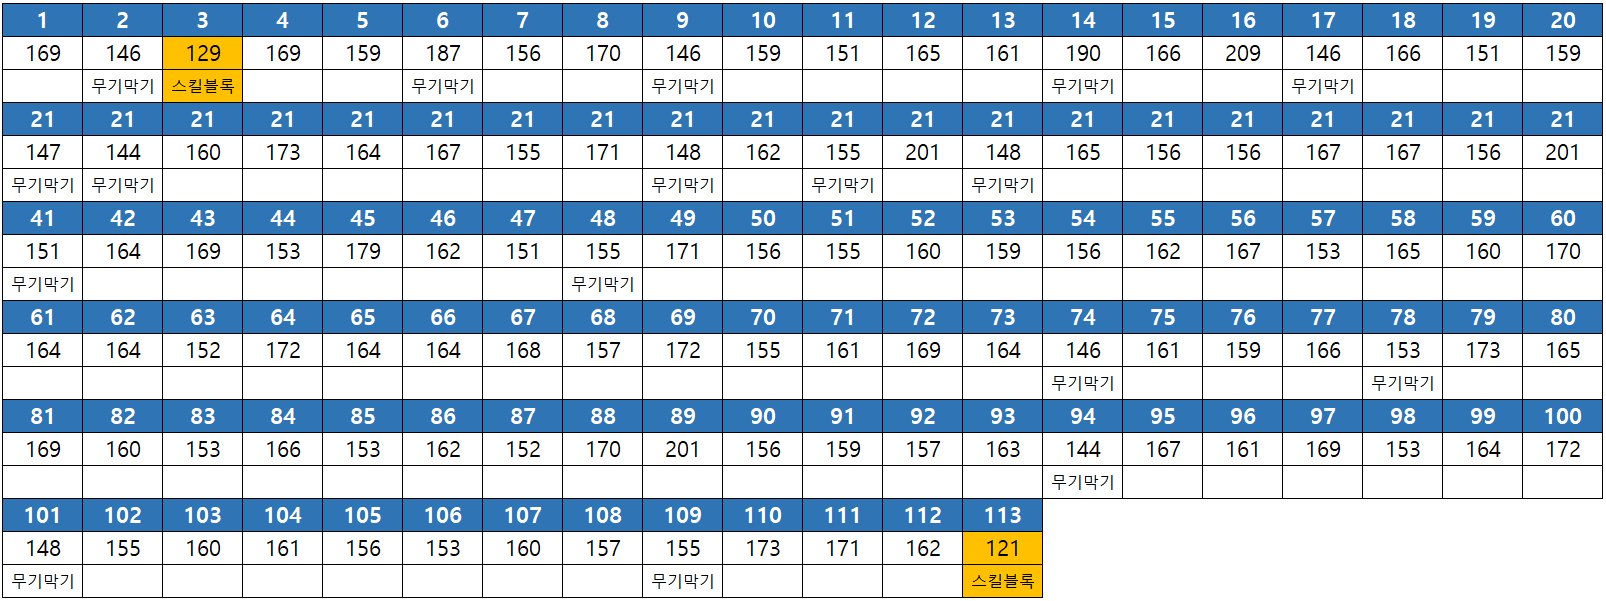 1 2 3 4 5 6 7 8 9 10 11 12 13 14 15 16 17 18 19 20
169 146 129 169 159 187 156 170 146 159 151 165 161 190 166 209 146 166 151 159
무기막기 스킬블록 무기막기 무기막기 무기막기 무기막기
21 21 21 21 21 21 21 21 21 21 21 21 21 21 21 21 21 21 21 21
147 144 160 173 164 167 155 171 148 162 155 201 148 165 156 156 167 167 156 201
무기막기 무기막기 무기막기 무기막기 무기막기
41 42 43 44 45 46 47 48 49 50 51 52 53 54 55 56 57 58 59 60
151 164 169 153 179 162 151 155 171 156 155 160 159 156 162 167 153 165 160 170
무기막기 무기막기
61 62 63 64 65 66 67 68 69 70 71 72 73 74 75 76 77 78 79 80
164 164 152 172 164 164 168 157 172 155 161 169 164 146 161 159 166 153 173 165
무기막기 무기막기
81 82 83 84 85 86 87 88 89 90 91 92 93 94 95 96 97 98 99 100
169 160 153 166 153 162 152 170 201 156 159 157 163 144 167 161 169 153 164 172
무기막기
101 102 103 104 105 106 107 108 109 110 111 112 113
148 155 160 161 156 153 160 157 155 173 171 162 121
무기막기 무기막기 스킬블록